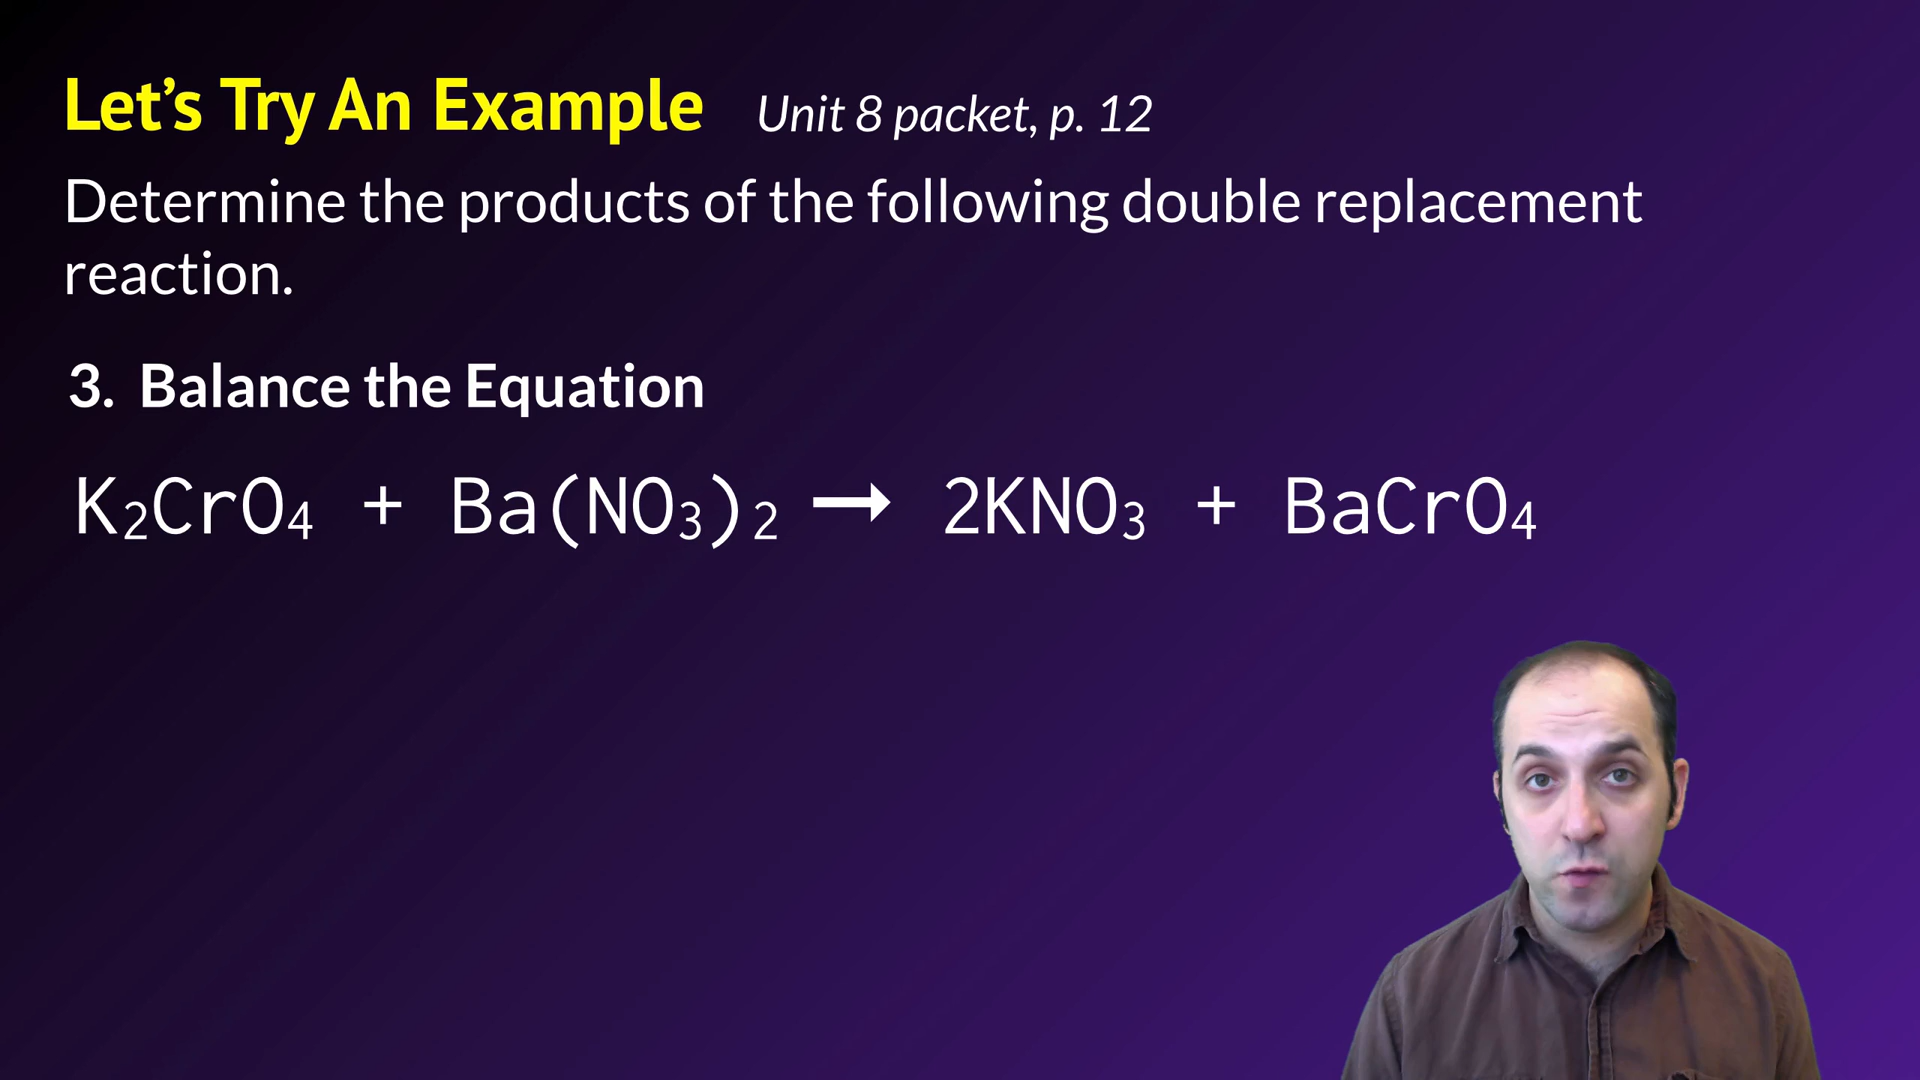 Let’s Try An Example Unit 8 packet, p. 12
Determine the products of the following double replacement
reaction.
3. Balance the Equation
K₂CrO₄ + Ba(NO₃)₂ → 2KNO₃ + BaCrO₄